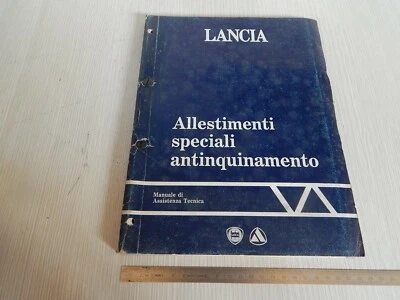 LANCIA
Allestimenti
speciali
antinquinamento
Manuale di
Assistenza Tecnica